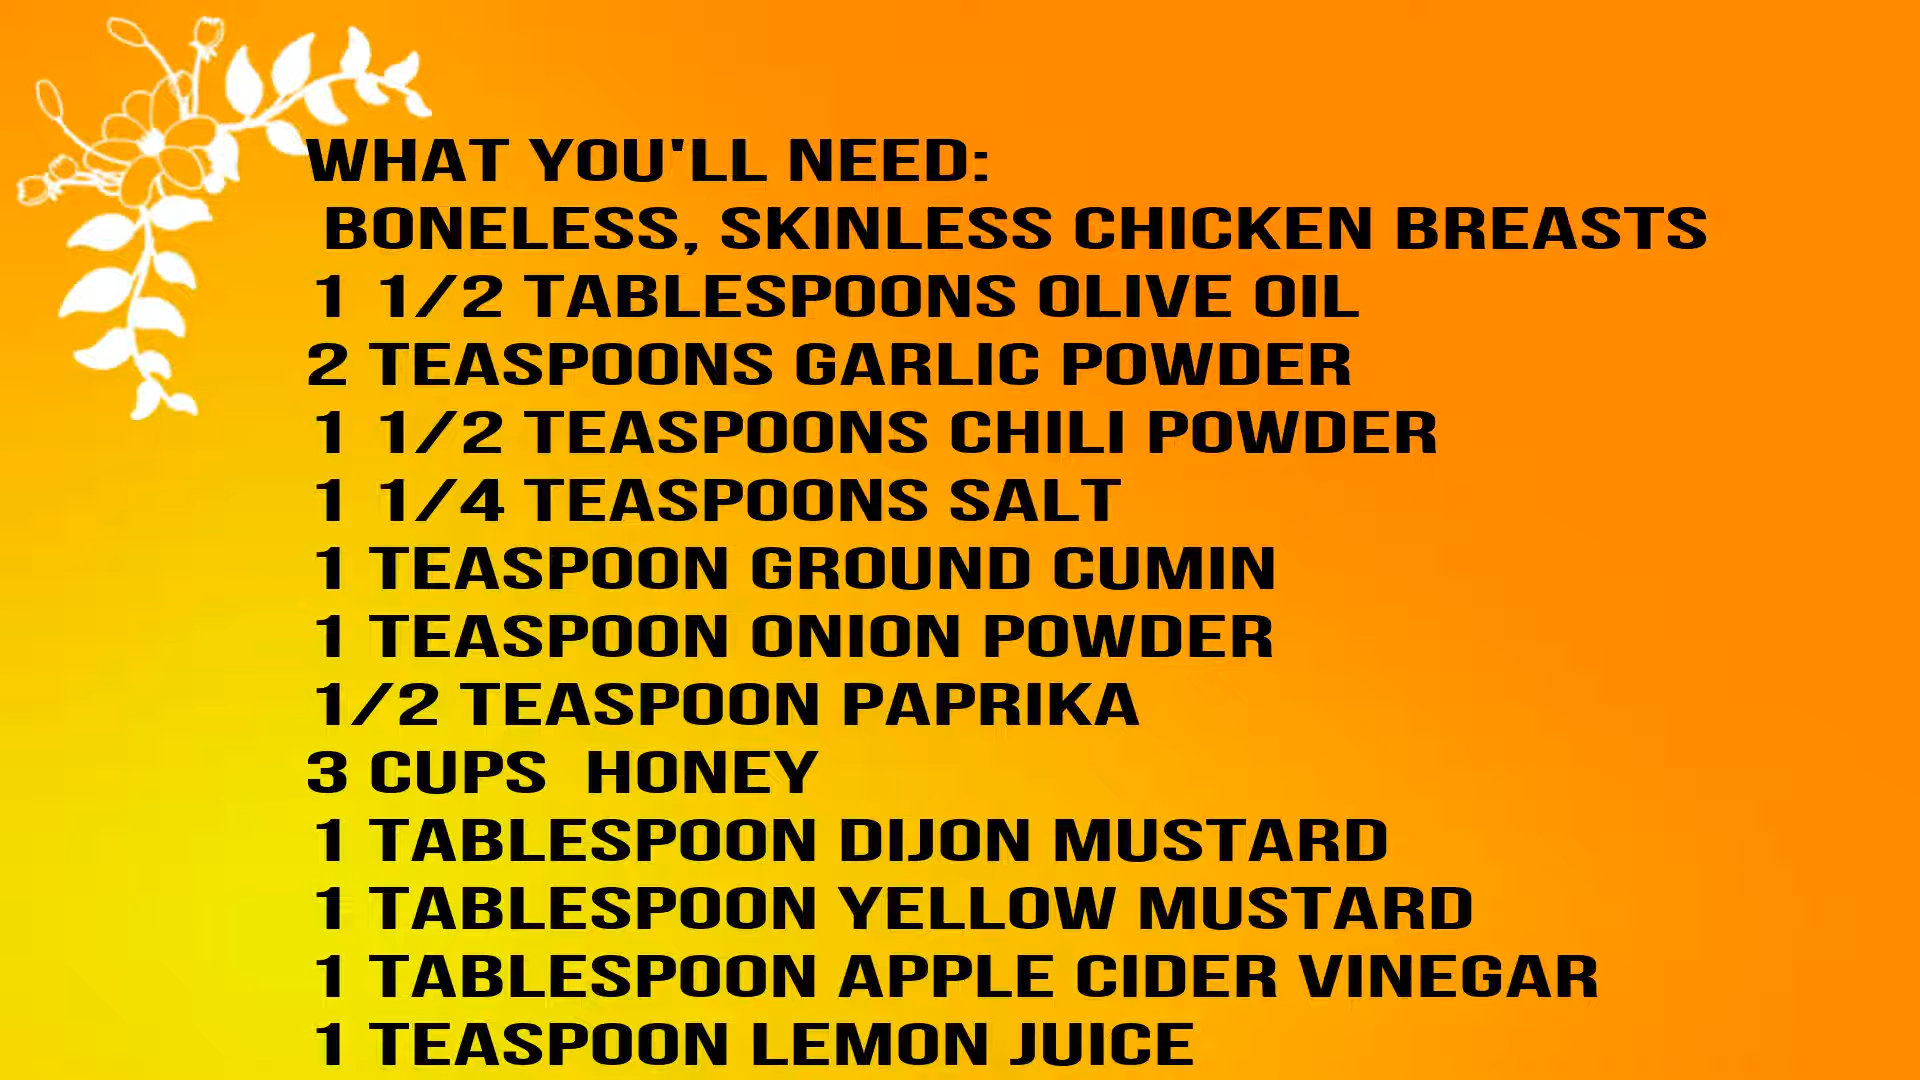 WHAT YOU'LL NEED:
BONELESS, SKINLESS CHICKEN BREASTS
1 1/2 TABLESPOONS OLIVE OIL
2 TEASPOONS GARLIC POWDER
1 1/2 TEASPOONS CHILI POWDER
1 1/4 TEASPOONS SALT
1 TEASPOON GROUND CUMIN
1 TEASPOON ONION POWDER
1/2 TEASPOON PAPRIKA
3 CUPS  HONEY
1 TABLESPOON DIJON MUSTARD
1 TABLESPOON YELLOW MUSTARD
1 TABLESPOON APPLE CIDER VINEGAR
1 TEASPOON LEMON JUICE